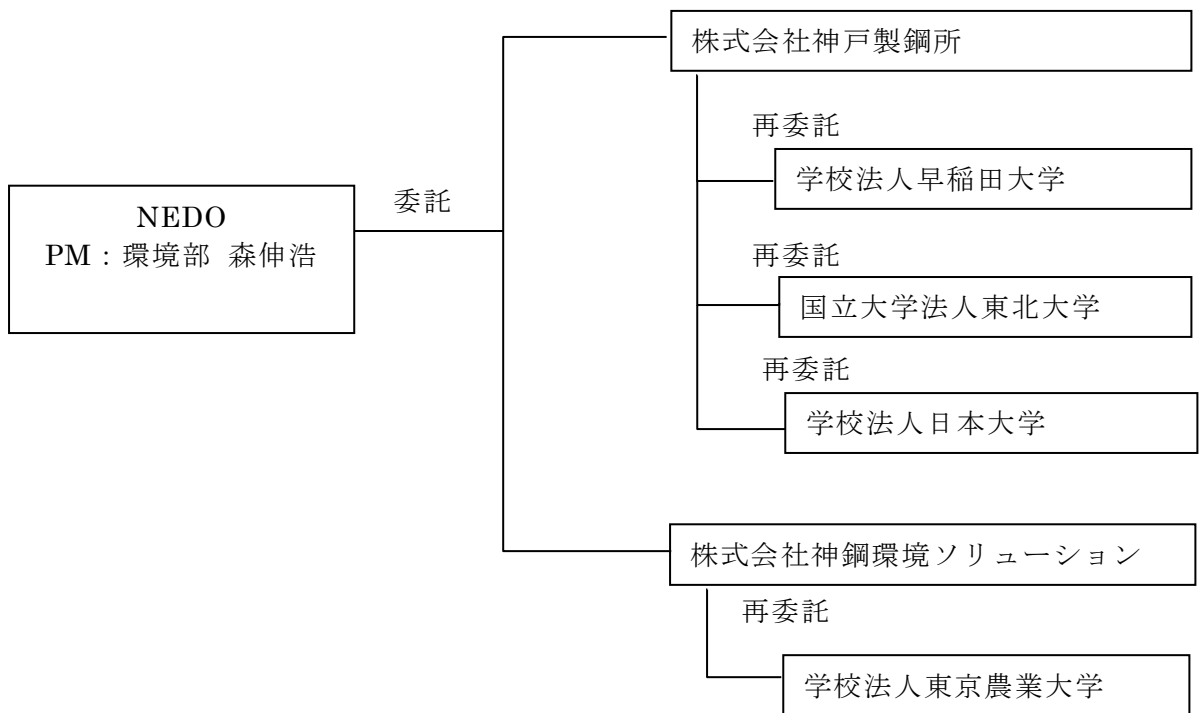 株式会社神戸製鋼所
再委託
学校法人早稲田大学
NEDO
PM：環境部 森伸浩
委託
再委託
国立大学法人東北大学
再委託
学校法人日本大学
株式会社神鋼環境ソリューション
再委託
学校法人東京農業大学